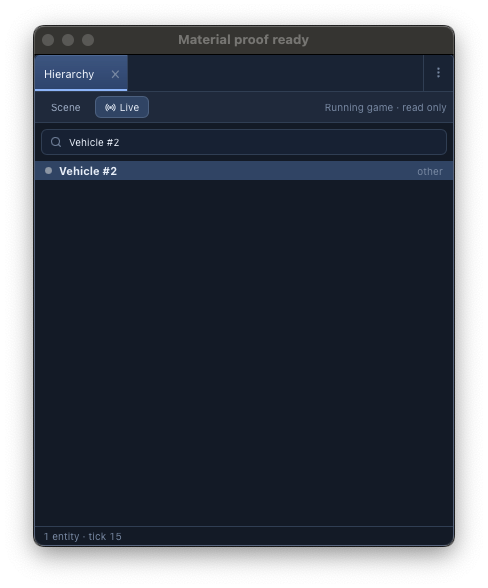 Material proof ready
Hierarchy
Scene Live Running game · read only
Vehicle #2
Vehicle #2 other
1 entity · tick 15